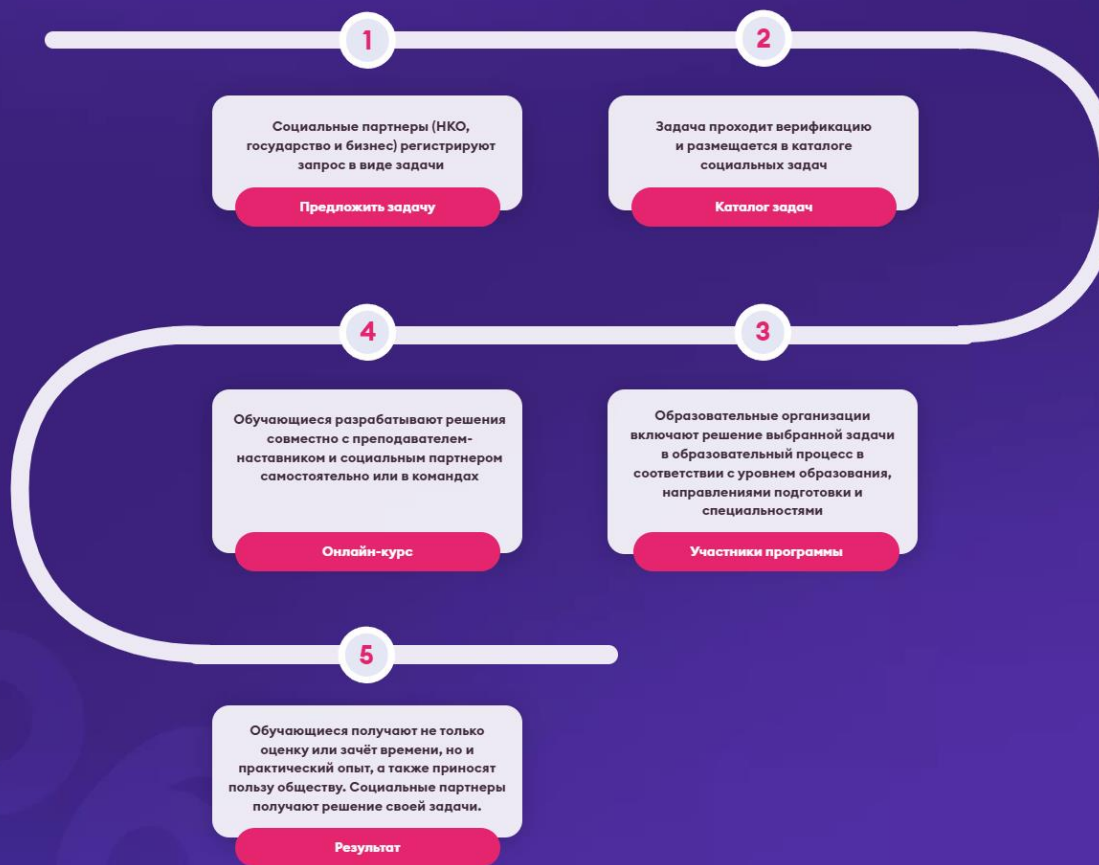 1
Социальные партнеры (НКО,
государство и бизнес) регистрируют
запрос в виде задачи
Предложить задачу
2
Задача проходит верификацию
и размещается в каталоге
социальных задач
Каталог задач
3
Образовательные организации
включают решение выбранной задачи
в образовательный процесс в
соответствии с уровнем образования,
направлениями подготовки и
специальностями
Участники программы
4
Обучающиеся разрабатывают решения
совместно с преподавателем-
наставником и социальным партнером
самостоятельно или в командах
Онлайн-курс
5
Обучающиеся получают не только
оценку или зачёт времени, но и
практический опыт, а также приносят
пользу обществу. Социальные партнеры
получают решение своей задачи.
Результат